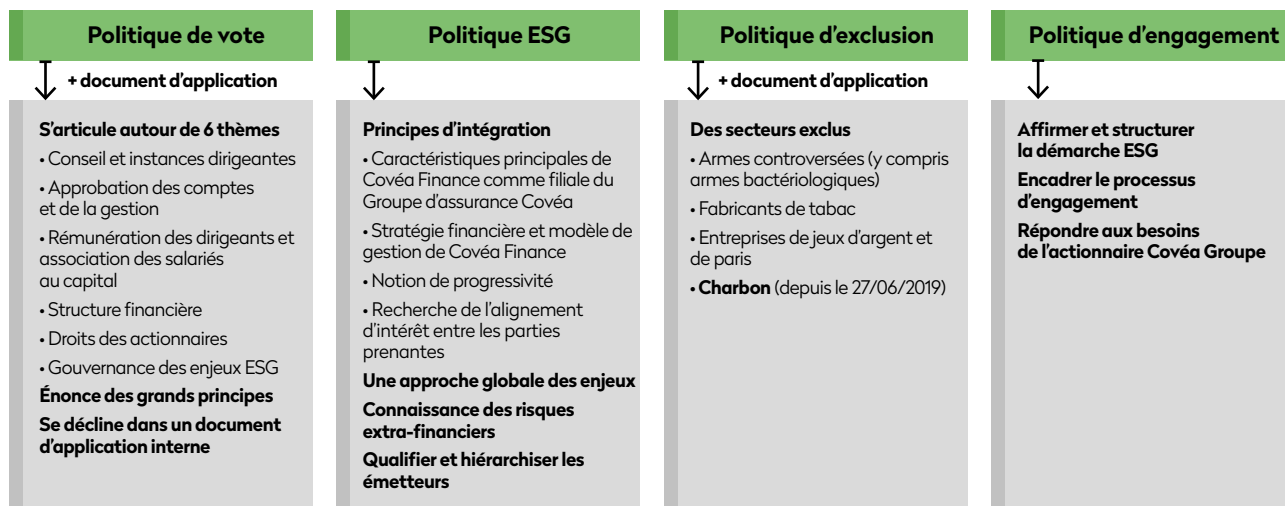 Politique de vote
+ document d'application
S'articule autour de 6 thèmes
• Conseil et instances dirigeantes
• Approbation des comptes
et de la gestion
• Rémunération des dirigeants et
association des salariés
au capital
• Structure financière
• Droits des actionnaires
• Gouvernance des enjeux ESG
Énonce des grands principes
Se décline dans un document
d'application interne
Politique ESG
Principes d'intégration
• Caractéristiques principales de
Covéa Finance comme filiale du
Groupe d'assurance Covéa
• Stratégie financière et modèle de
gestion de Covéa Finance
• Notion de progressivité
• Recherche de l'alignement
d'intérêt entre les parties
prenantes
Une approche globale des enjeux
Connaissance des risques
extra-financiers
Qualifier et hiérarchiser les
émetteurs
Politique d'exclusion
+ document d'application
Des secteurs exclus
• Armes controversées (y compris
armes bactériologiques)
• Fabricants de tabac
• Entreprises de jeux d'argent et
de paris
• Charbon (depuis le 27/06/2019)
Politique d'engagement
Affirmer et structurer
la démarche ESG
Encadrer le processus
d'engagement
Répondre aux besoins
de l'actionnaire Covéa Groupe